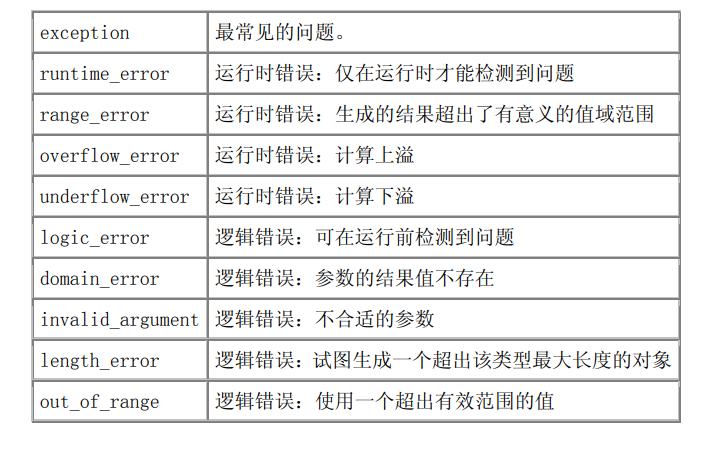 exception 最常见的问题。
runtime_error 运行时错误：仅在运行时才能检测到问题
range_error 运行时错误：生成的结果超出了有意义的值域范围
overflow_error 运行时错误：计算上溢
underflow_error 运行时错误：计算下溢
logic_error 逻辑错误：可在运行前检测到问题
domain_error 逻辑错误：参数的结果值不存在
invalid_argument 逻辑错误：不合适的参数
length_error 逻辑错误：试图生成一个超出该类型最大长度的对象
out_of_range 逻辑错误：使用一个超出有效范围的值